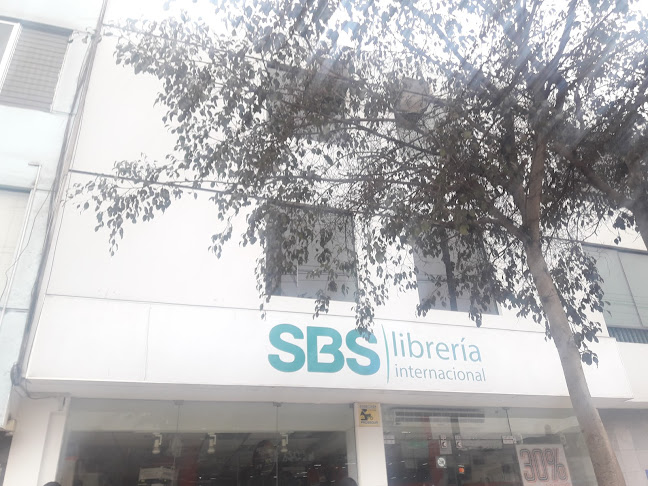 SBS
librería
internacional
30%